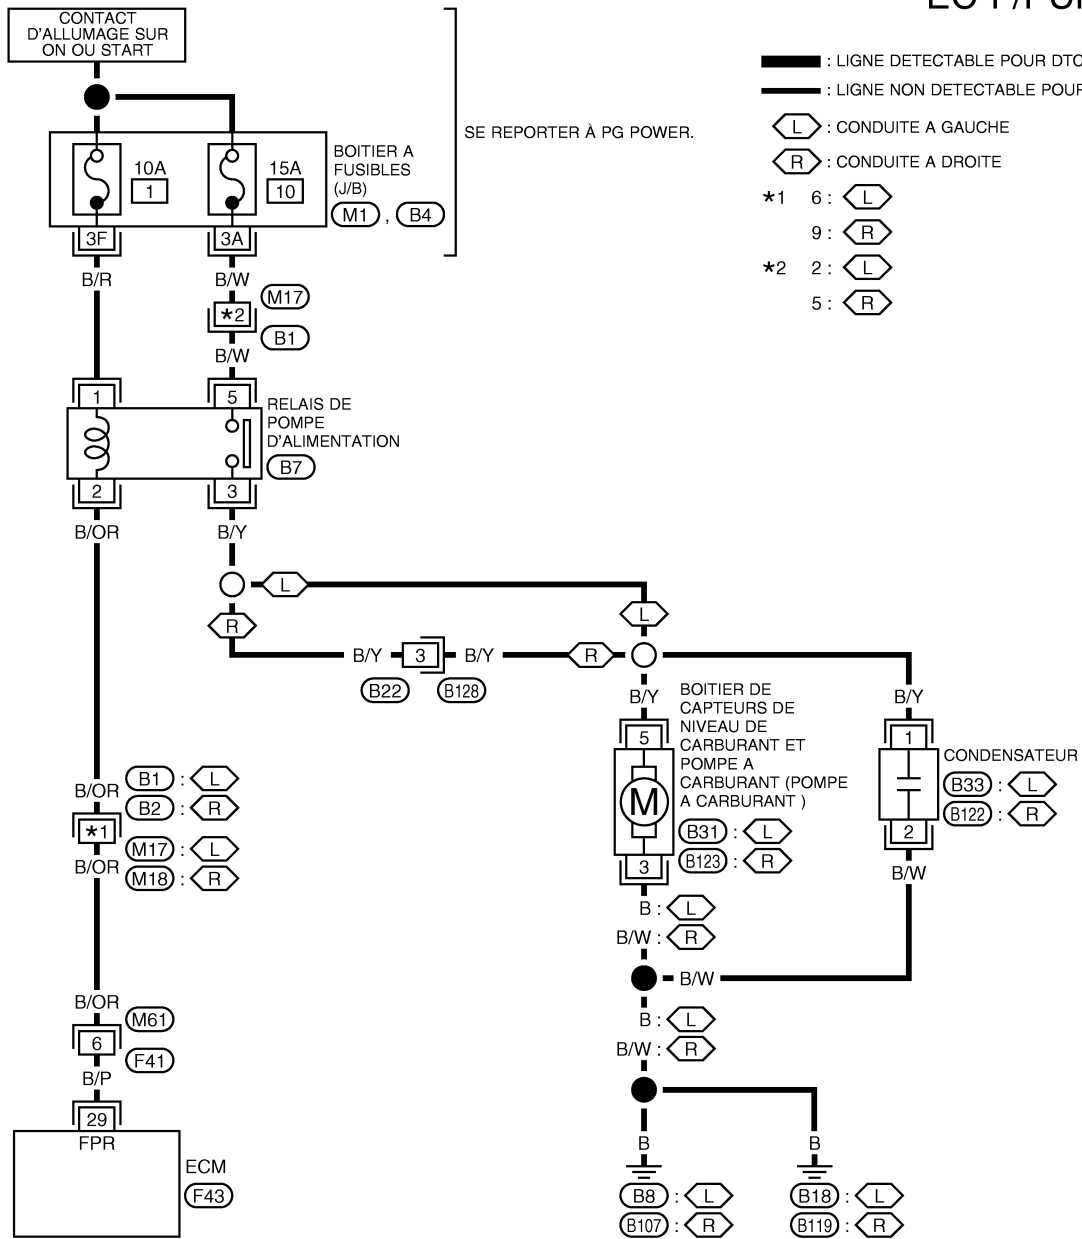 CONTACT
D'ALLUMAGE SUR
ON OU START
: LIGNE DETECTABLE POUR DTC
: LIGNE NON DETECTABLE POUR
L : CONDUITE A GAUCHE
R : CONDUITE A DROITE
*1 6 : L
9 : R
*2 2 : L
5 : R
SE REPORTER À PG POWER.
10A
1
15A
10
BOITIER A
FUSIBLES
(J/B)
M1 , B4
3F
3A
B/R
B/W
M17
*2
B1
B/W
1
5
RELAIS DE
POMPE
D'ALIMENTATION
B7
2
3
B/OR
B/Y
L
R
L
B/Y
3
B/Y
R
B22
B128
B/Y
B/Y
BOITIER DE
CAPTEURS DE
NIVEAU DE
CARBURANT ET
POMPE A
CARBURANT (POMPE
A CARBURANT )
5
M
3
B31 : L
B123 : R
1
2
CONDENSATEUR
B33 : L
B122 : R
B/W
B/OR
B1 : L
B2 : R
*1
M17 : L
M18 : R
B/OR
B : L
B/W : R
B/W
B : L
B/W : R
B/OR
M61
6
F41
B/P
29
FPR
ECM
F43
B
B
B8 : L
B107 : R
B18 : L
B119 : R